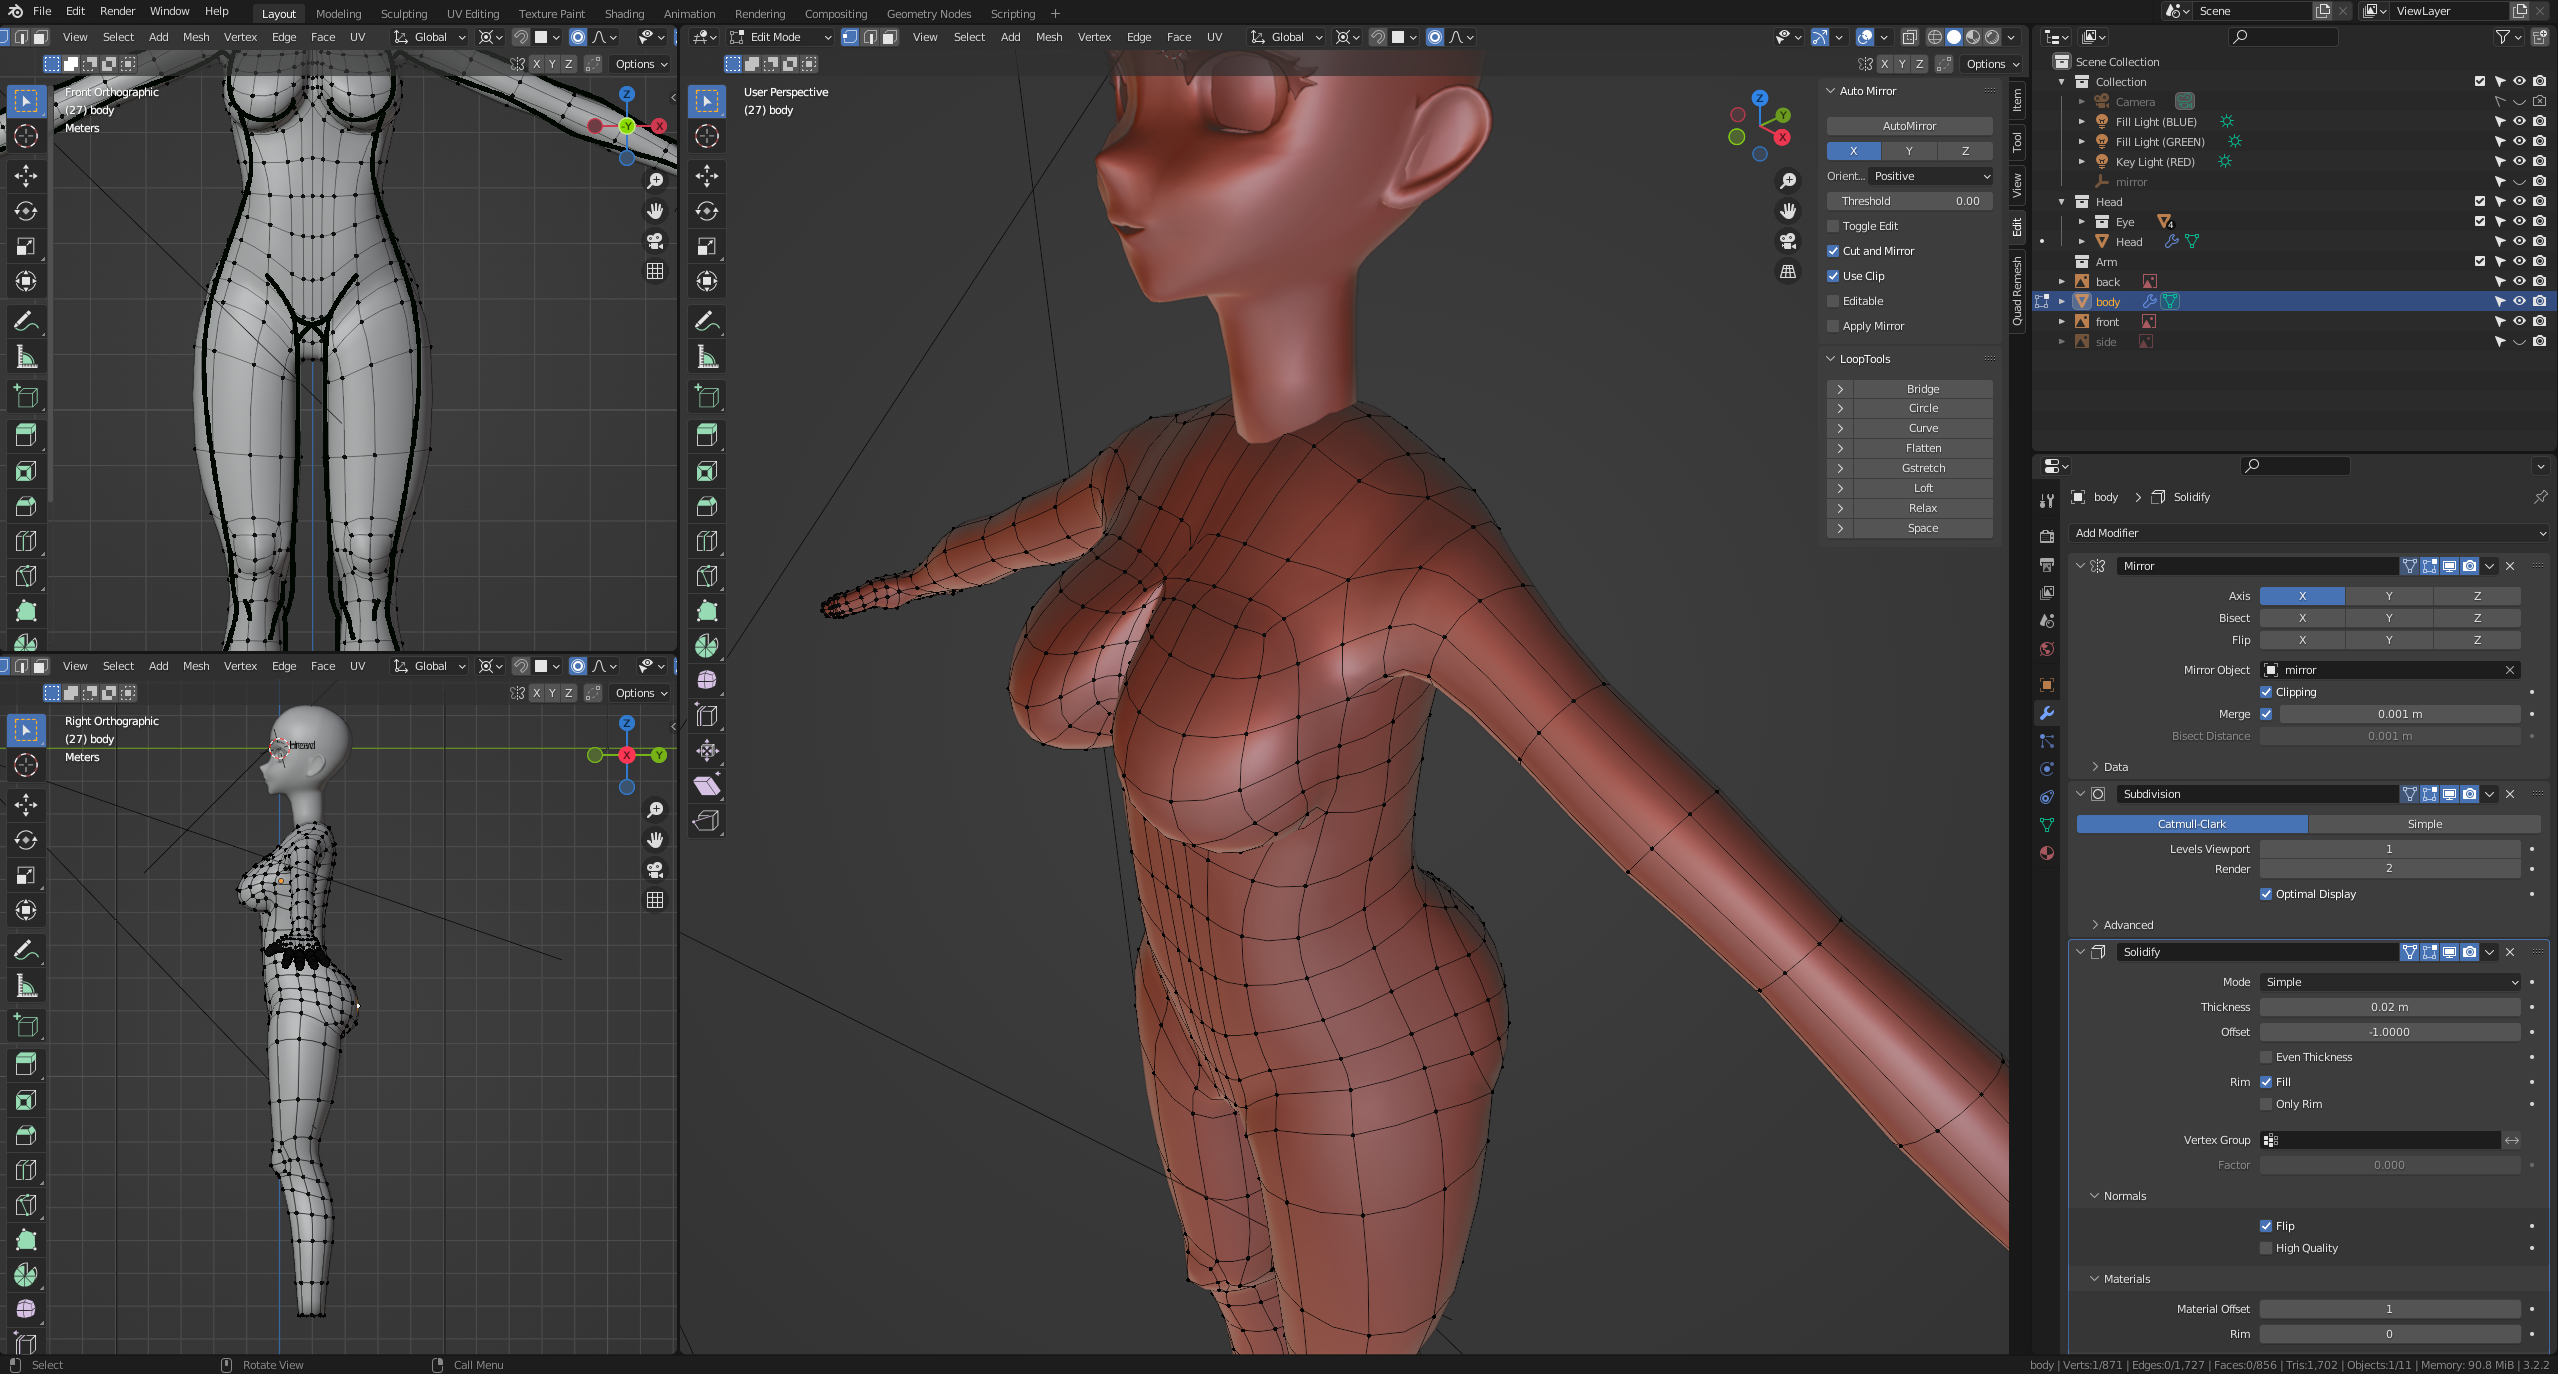 File Edit Render Window Help Layout Modeling Sculpting UV Editing Texture Paint Shading Animation Rendering Compositing Geometry Nodes Scripting + Scene ViewLayer
View Select Add Mesh Vertex Edge Face UV Global
X Y Z Options
Front Orthographic
(27) body
Meters
Z
-Y X
View Select Add Mesh Vertex Edge Face UV Global
X Y Z Options
Right Orthographic
(27) body
Meters
Z
X Y
Head
Edit Mode View Select Add Mesh Vertex Edge Face UV Global
X Y Z Options
User Perspective
(27) body
Z
Y
X
Auto Mirror
AutoMirror
X Y Z
Orient... Positive
Threshold 0.00
Toggle Edit
Cut and Mirror
Use Clip
Editable
Apply Mirror
LoopTools
Bridge
Circle
Curve
Flatten
Gstretch
Loft
Relax
Space
Item
Tool
View
Edit
Quad Remesh
Scene Collection
Collection
Camera
Fill Light (BLUE)
Fill Light (GREEN)
Key Light (RED)
mirror
Head
Eye 4
Head
Arm
back
body
front
side
body > Solidify
Add Modifier
Mirror
Axis X Y Z
Bisect X Y Z
Flip X Y Z
Mirror Object mirror
Clipping
Merge 0.001 m
Bisect Distance 0.001 m
Data
Subdivision
Catmull-Clark Simple
Levels Viewport 1
Render 2
Optimal Display
Advanced
Solidify
Mode Simple
Thickness 0.02 m
Offset -1.0000
Even Thickness
Rim Fill
Only Rim
Vertex Group
Factor 0.000
Normals
Flip
High Quality
Materials
Material Offset 1
Rim 0
Select Rotate View Call Menu
body | Verts:1/871 | Edges:0/1,727 | Faces:0/856 | Tris:1,702 | Objects:1/11 | Memory: 90.8 MiB | 3.2.2